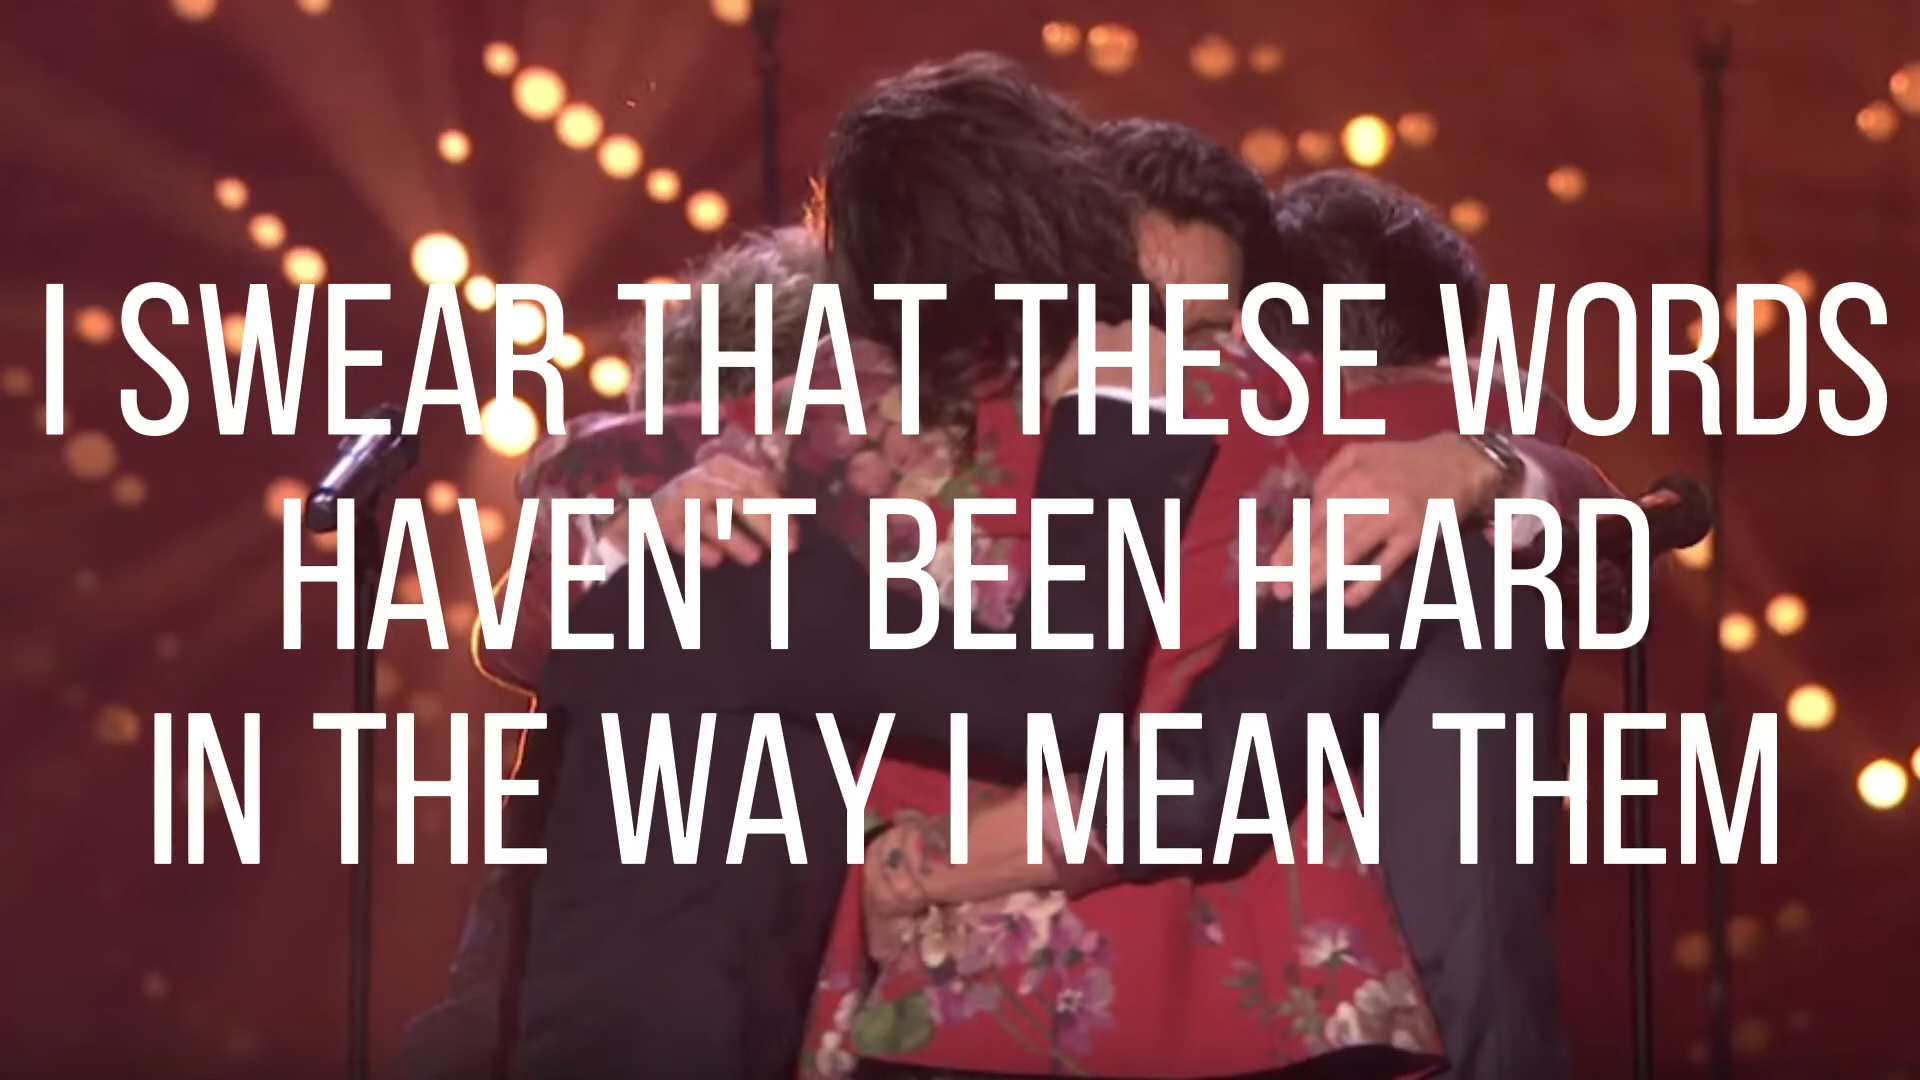 I SWEAR THAT THESE WORDS
HAVEN'T BEEN HEARD
IN THE WAY I MEAN THEM